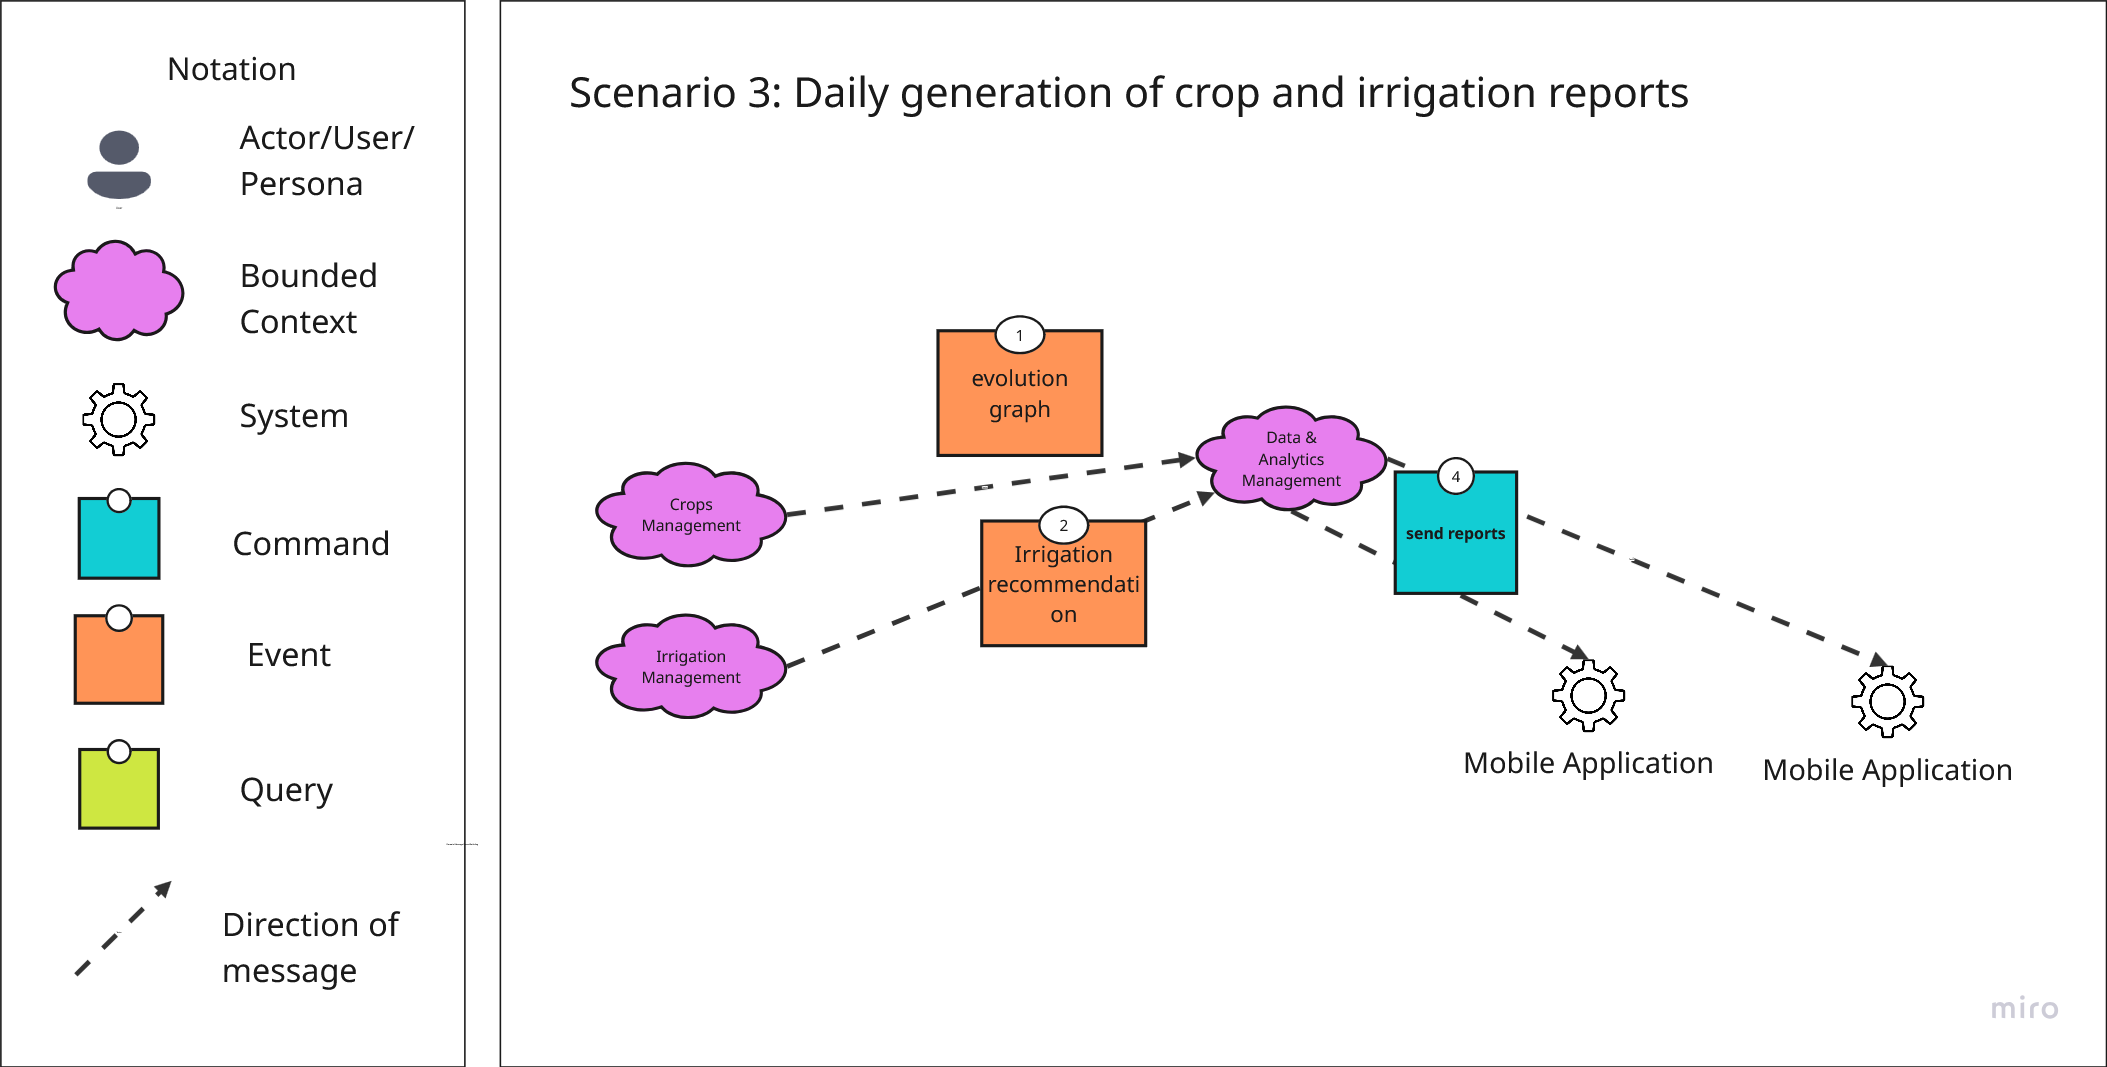 Notation
Actor/User/
Persona
Bounded
Context
System
Command
Event
Query
Direction of
message
Scenario 3: Daily generation of crop and irrigation reports
1
evolution
graph
Data &
Analytics
Management
4
send reports
Crops
Management
2
Irrigation
recommendati
on
Irrigation
Management
Mobile Application
Mobile Application
miro